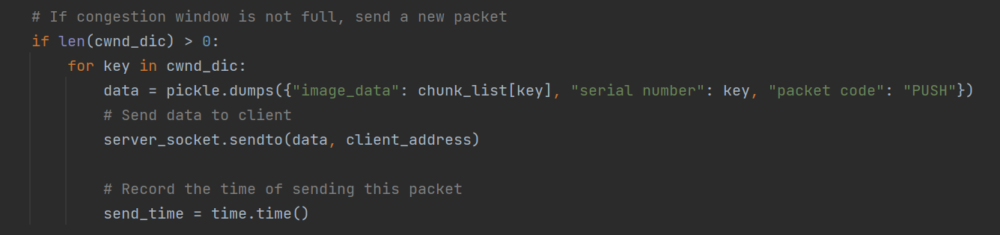 # If congestion window is not full, send a new packet
if len(cwnd_dic) > 0:
for key in cwnd_dic:
data = pickle.dumps({"image_data": chunk_list[key], "serial number": key, "packet code": "PUSH"})
# Send data to client
server_socket.sendto(data, client_address)
# Record the time of sending this packet
send_time = time.time()